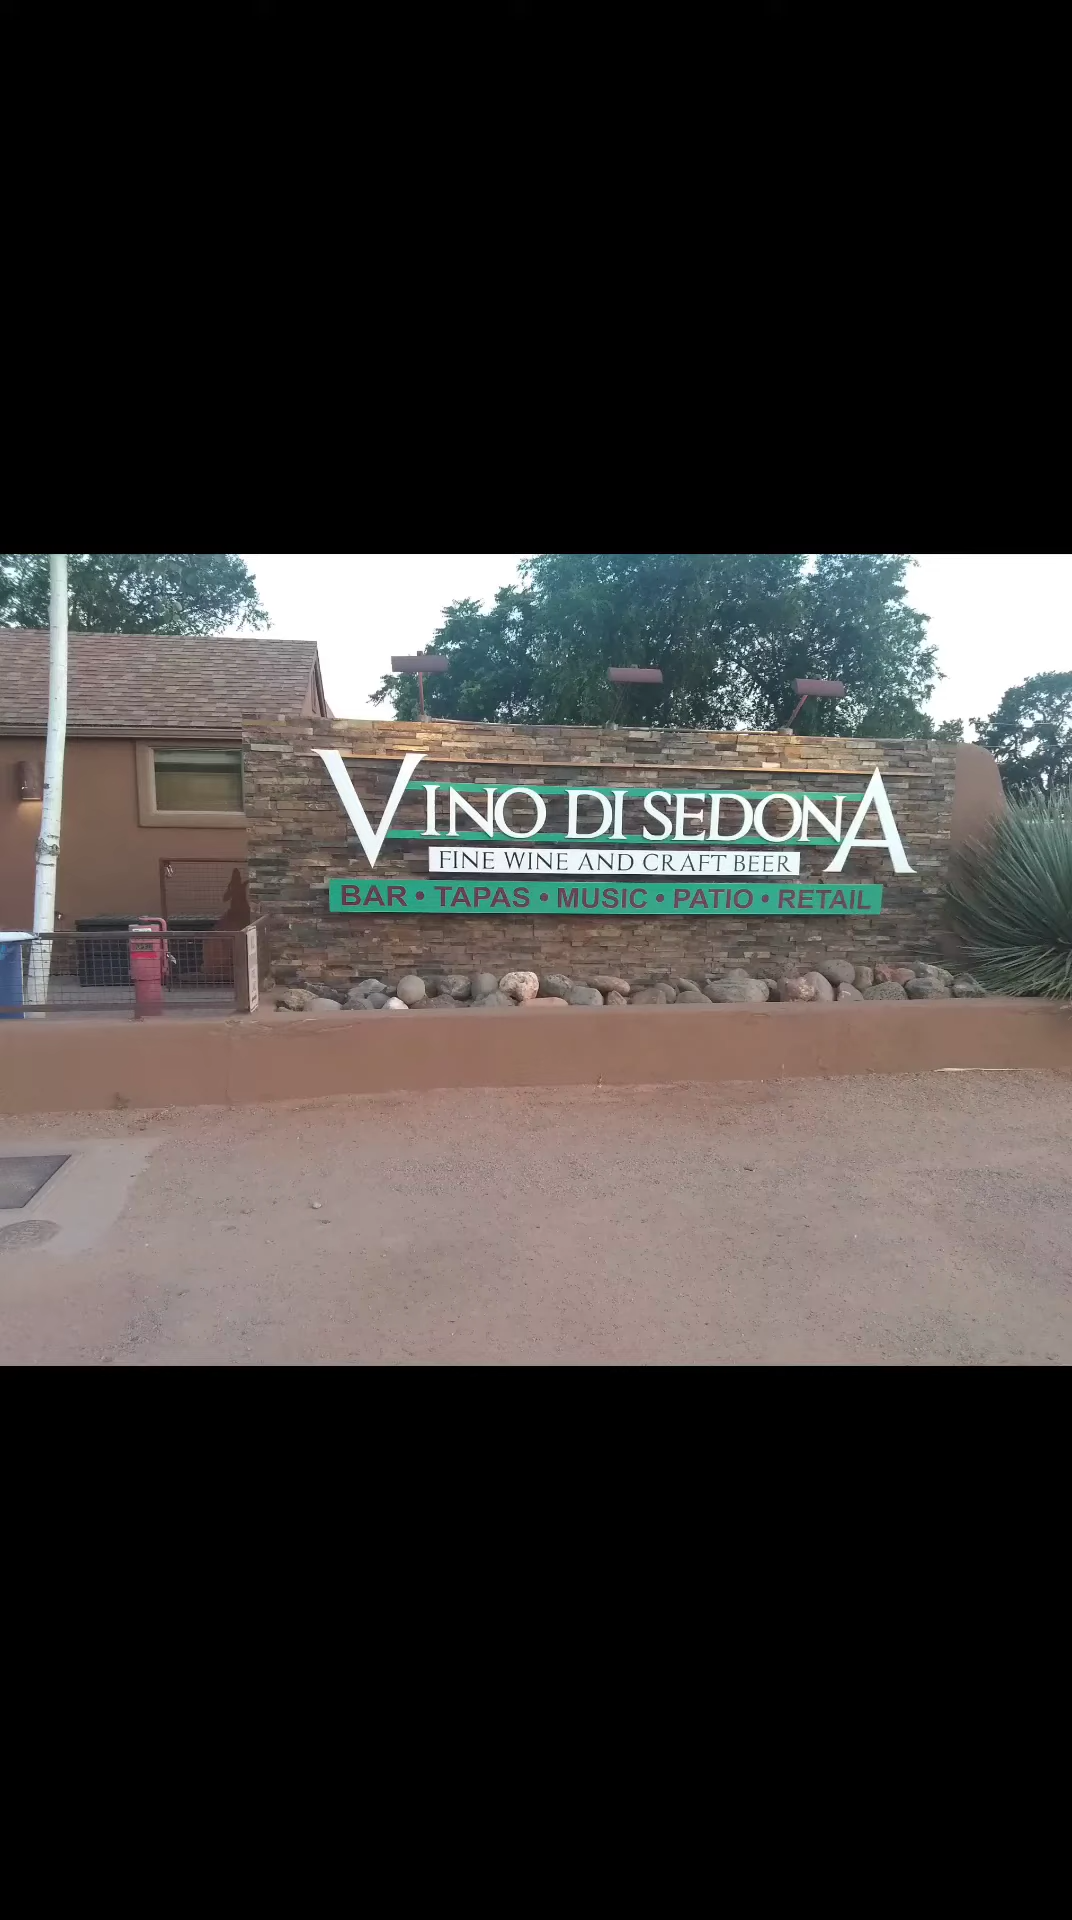 VINO DI SEDONA
FINE WINE AND CRAFT BEER
BAR • TAPAS • MUSIC • PATIO • RETAIL